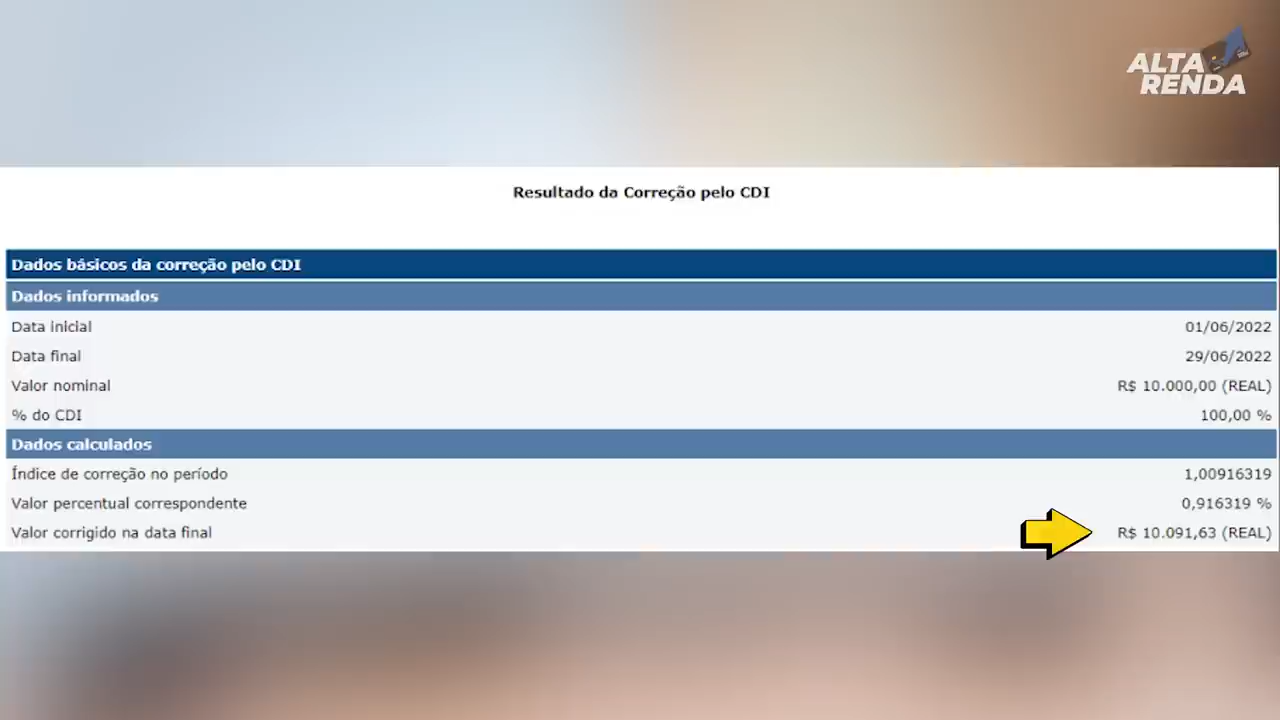 ALTA
RENDA
Resultado da Correção pelo CDI
Dados básicos da correção pelo CDI
Dados informados
Data inicial 01/06/2022
Data final 29/06/2022
Valor nominal R$ 10.000,00 (REAL)
% do CDI 100,00 %
Dados calculados
Índice de correção no período 1,00916319
Valor percentual correspondente 0,916319 %
Valor corrigido na data final R$ 10.091,63 (REAL)